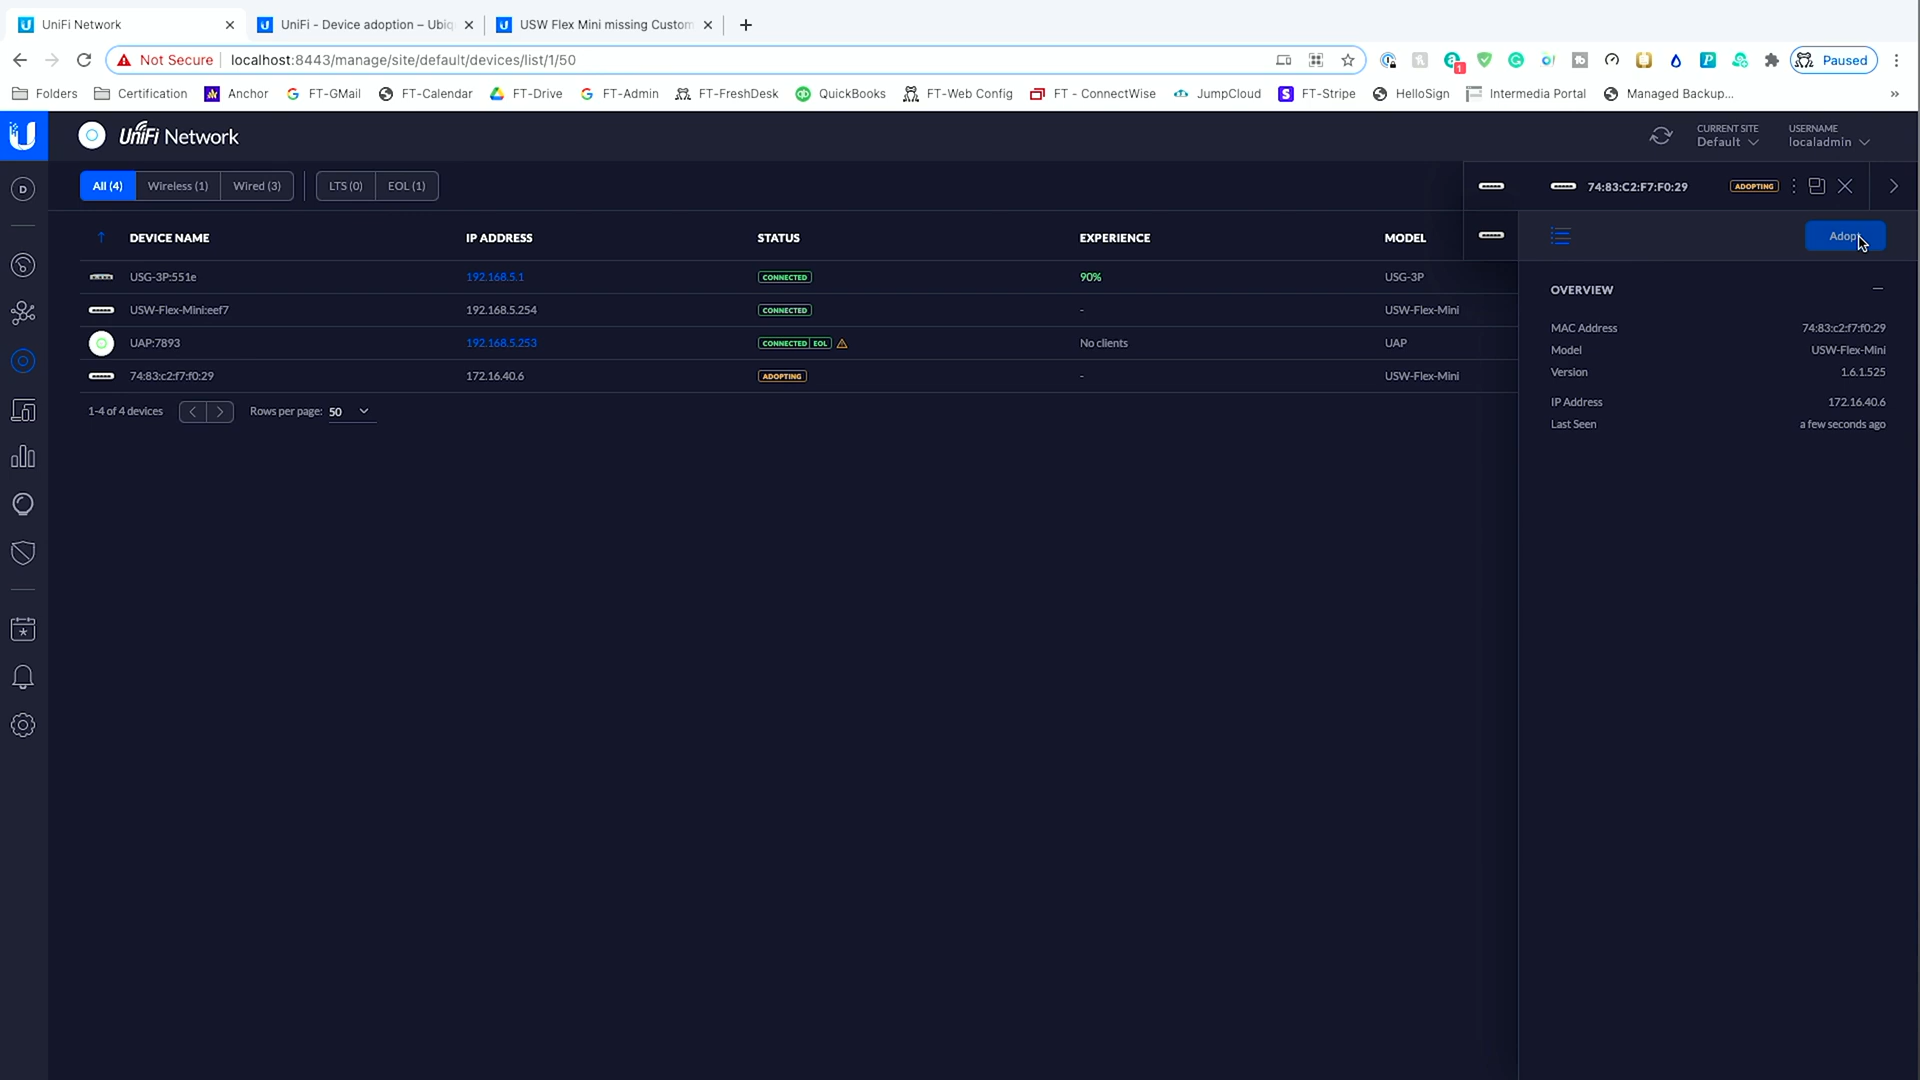 UniFi Network
UniFi - Device adoption – Ubiq
USW Flex Mini missing Custom
Not Secure
localhost:8443/manage/site/default/devices/list/1/50
1
Paused
Folders
Certification
Anchor
FT-GMail
FT-Calendar
FT-Drive
FT-Admin
FT-FreshDesk
QuickBooks
FT-Web Config
FT - ConnectWise
JumpCloud
FT-Stripe
HelloSign
Intermedia Portal
Managed Backup...
»
UniFi Network
CURRENT SITE
Default
USERNAME
localadmin
D
All (4)
Wireless (1)
Wired (3)
LTS (0)
EOL (1)
74:83:C2:F7:F0:29
ADOPTING
Adopt
DEVICE NAME IP ADDRESS STATUS EXPERIENCE MODEL
USG-3P:551e 192.168.5.1 CONNECTED 90% USG-3P
USW-Flex-Mini:eef7 192.168.5.254 CONNECTED - USW-Flex-Mini
UAP:7893 192.168.5.253 CONNECTED EOL No clients UAP
74:83:c2:f7:f0:29 172.16.40.6 ADOPTING - USW-Flex-Mini
1-4 of 4 devices
Rows per page: 50
OVERVIEW
MAC Address 74:83:c2:f7:f0:29
Model USW-Flex-Mini
Version 1.6.1.525
IP Address 172.16.40.6
Last Seen a few seconds ago